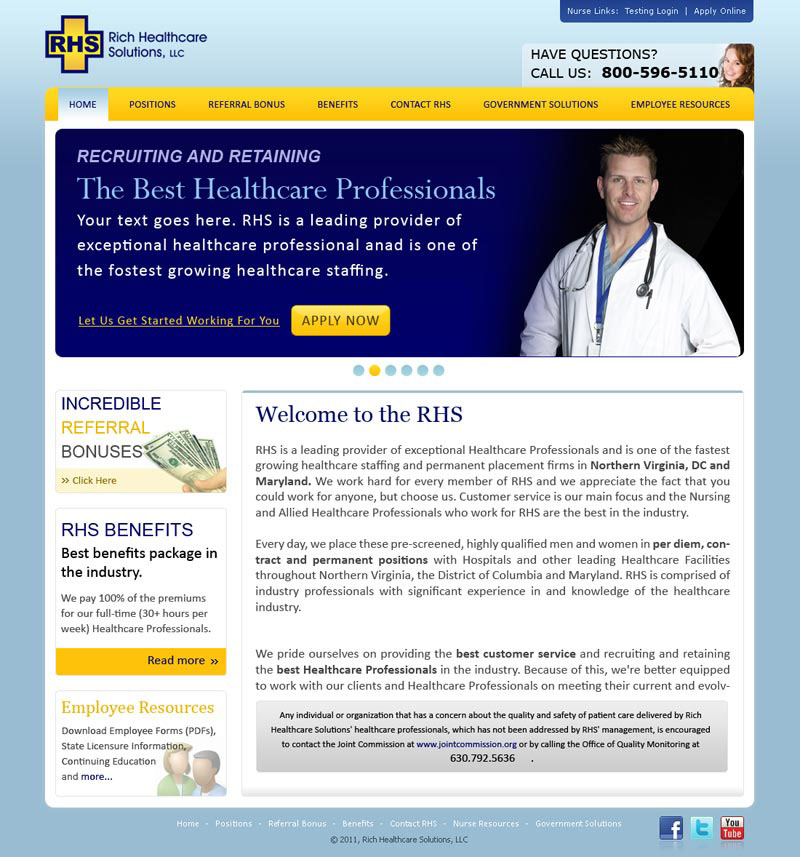 Nurse Links: Testing Login | Apply Online
RHS Rich Healthcare
Solutions, LLC
HAVE QUESTIONS?
CALL US: 800-596-5110
HOME POSITIONS REFERRAL BONUS BENEFITS CONTACT RHS GOVERNMENT SOLUTIONS EMPLOYEE RESOURCES
RECRUITING AND RETAINING
The Best Healthcare Professionals
Your text goes here. RHS is a leading provider of
exceptional healthcare professional anad is one of
the fostest growing healthcare staffing.
Let Us Get Started Working For You APPLY NOW
INCREDIBLE
REFERRAL
BONUSES
» Click Here
RHS BENEFITS
Best benefits package in
the industry.
We pay 100% of the premiums
for our full-time (30+ hours per
week) Healthcare Professionals.
Read more »
Employee Resources
Download Employee Forms (PDFs),
State Licensure Information,
Continuing Education
and more...
Welcome to the RHS
RHS is a leading provider of exceptional Healthcare Professionals and is one of the fastest
growing healthcare staffing and permanent placement firms in Northern Virginia, DC and
Maryland. We work hard for every member of RHS and we appreciate the fact that you
could work for anyone, but choose us. Customer service is our main focus and the Nursing
and Allied Healthcare Professionals who work for RHS are the best in the industry.
Every day, we place these pre-screened, highly qualified men and women in per diem, con-
tract and permanent positions with Hospitals and other leading Healthcare Facilities
throughout Northern Virginia, the District of Columbia and Maryland. RHS is comprised of
industry professionals with significant experience in and knowledge of the healthcare
industry.
We pride ourselves on providing the best customer service and recruiting and retaining
the best Healthcare Professionals in the industry. Because of this, we're better equipped
to work with our clients and Healthcare Professionals on meeting their current and evolv-
Any individual or organization that has a concern about the quality and safety of patient care delivered by Rich
Healthcare Solutions' healthcare professionals, which has not been addressed by RHS' management, is encouraged
to contact the Joint Commission at www.jointcommission.org or by calling the Office of Quality Monitoring at
630.792.5636 .
Home - Positions - Referral Bonus - Benefits - Contact RHS - Nurse Resources - Government Solutions
© 2011, Rich Healthcare Solutions, LLC
f t You Tube